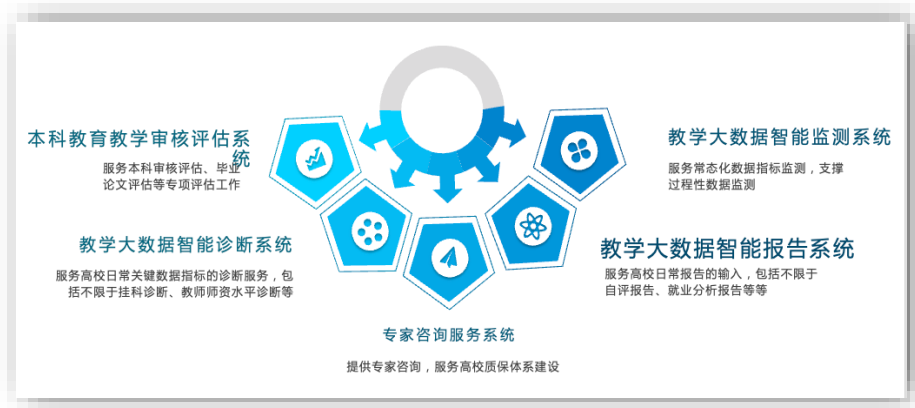 本科教育教学审核评估系
统
服务本科审核评估、毕业
论文评估等专项评估工作
教学大数据智能诊断系统
服务高校日常关键数据指标的诊断服务，包
括不限于挂科诊断、教师师资水平诊断等
专家咨询服务系统
提供专家咨询，服务高校质保体系建设
教学大数据智能监测系统
服务常态化数据指标监测，支撑
过程性数据监测
教学大数据智能报告系统
服务高校日常报告的输入，包括不限于
自评报告、就业分析报告等等